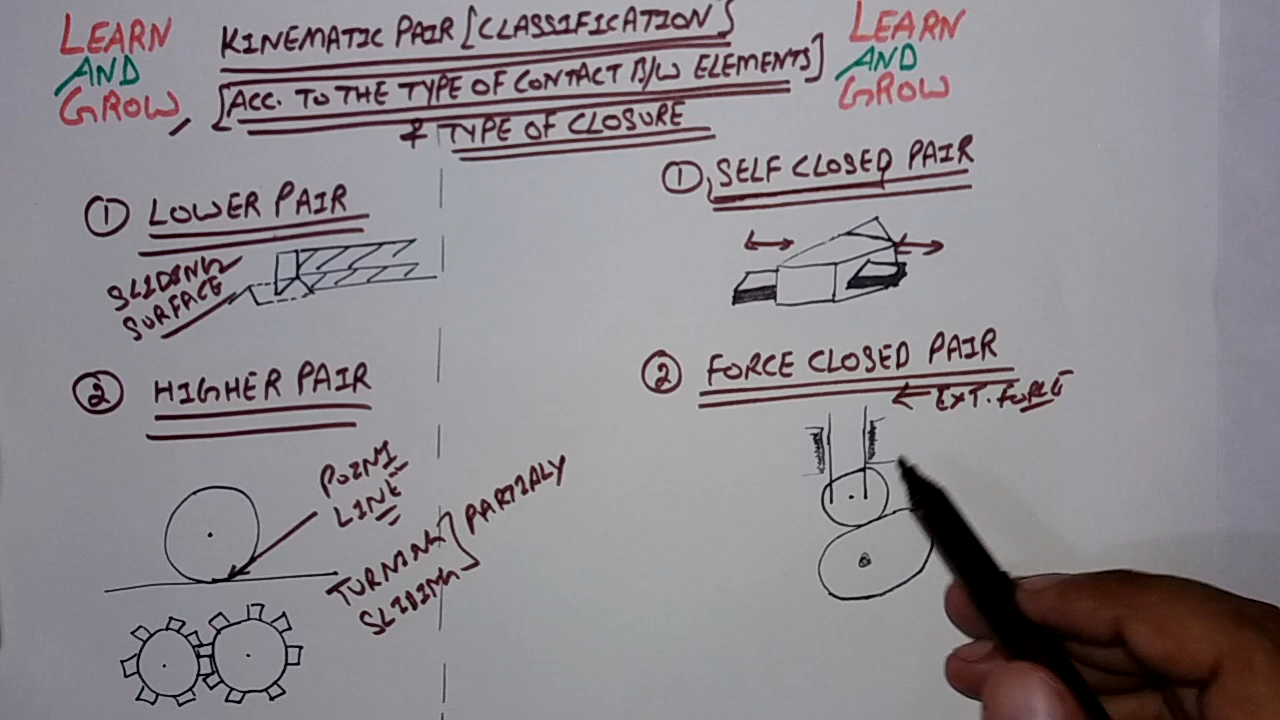 LEARN
AND
GROW
KINEMATIC PAIR [CLASSIFICATION]
[ACC. TO THE TYPE OF CONTACT B/W ELEMENTS]
& TYPE OF CLOSURE
LEARN
AND
GROW
① LOWER PAIR
SLIDING
SURFACE
② HIGHER PAIR
POINT
LINE
TURNING
SLIDING
} PARTIALY
① SELF CLOSED PAIR
② FORCE CLOSED PAIR
← EXT. FORCE